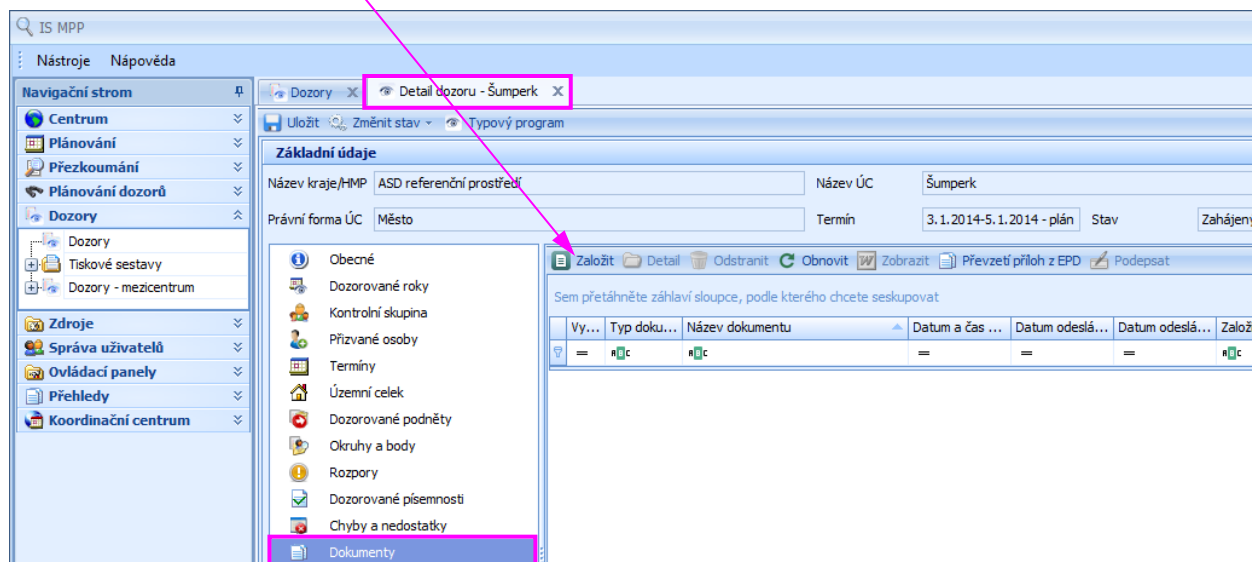 IS MPP
Nástroje Nápověda
Navigační strom
Centrum
Plánování
Přezkoumání
Plánování dozorů
Dozory
Dozory
Tiskové sestavy
Dozory - mezicentrum
Zdroje
Správa uživatelů
Ovládací panely
Přehledy
Koordinační centrum
Dozory Detail dozoru - Šumperk
Uložit Změnit stav Typový program
Základní údaje
Název kraje/HMP ASD referenční prostředí Název ÚC Šumperk
Právní forma ÚC Město Termín 3.1.2014-5.1.2014 - plán Stav Zahájený
Obecné
Dozorované roky
Kontrolní skupina
Přizvané osoby
Termíny
Územní celek
Dozorované podněty
Okruhy a body
Rozpory
Dozorované písemnosti
Chyby a nedostatky
Dokumenty
Založit Detail Odstranit Obnovit Zobrazit Převzetí příloh z EPD Podepsat
Sem přetáhněte záhlaví sloupce, podle kterého chcete seskupovat
Vy... Typ doku... Název dokumentu Datum a čas ... Datum odeslá... Datum odeslá... Založi
= = = =